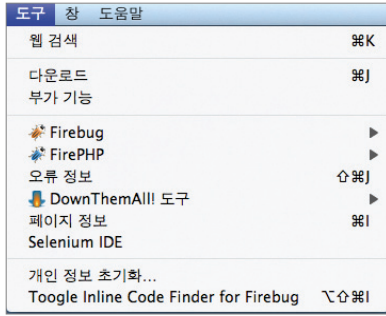 도구 창 도움말
웹 검색 ⌘K
다운로드 ⌘J
부가 기능
Firebug ▶
FirePHP ▶
오류 정보 ⇧⌘J
DownThemAll! 도구 ▶
페이지 정보 ⌘I
Selenium IDE
개인 정보 초기화...
Toogle Inline Code Finder for Firebug ⌥⇧⌘I